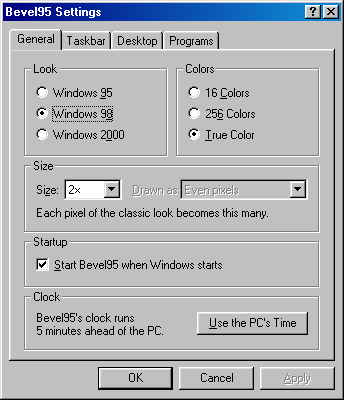 Bevel95 Settings
General Taskbar Desktop Programs
Look
Windows 95
Windows 98
Windows 2000
Colors
16 Colors
256 Colors
True Color
Size
Size: 2x Drawn as: Even pixels
Each pixel of the classic look becomes this many.
Startup
Start Bevel95 when Windows starts
Clock
Bevel95's clock runs
5 minutes ahead of the PC.
Use the PC's Time
OK Cancel Apply